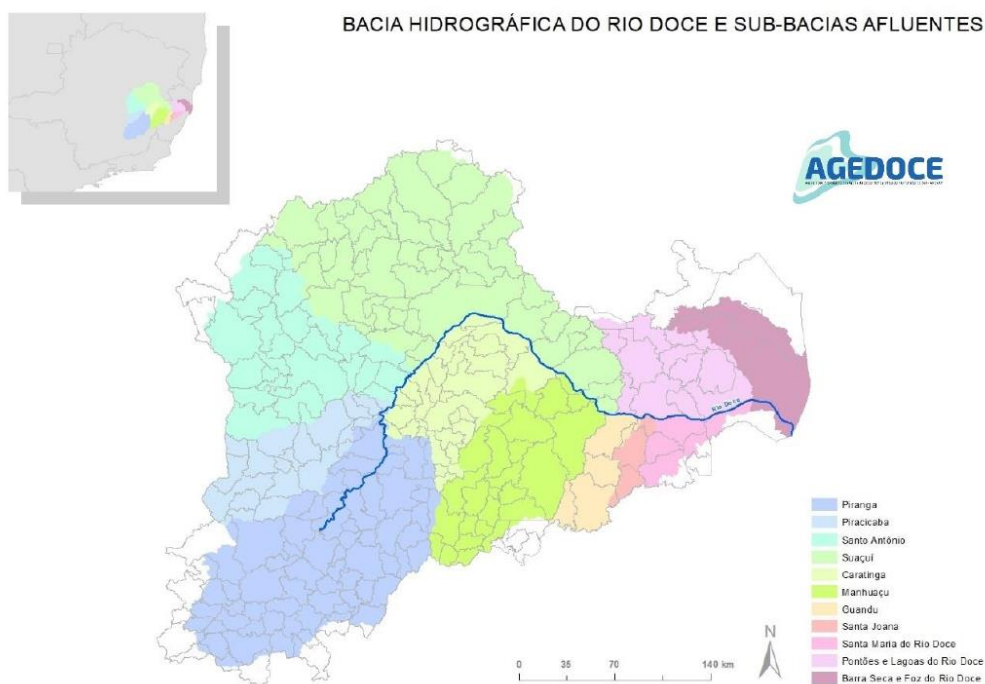 BACIA HIDROGRÁFICA DO RIO DOCE E SUB-BACIAS AFLUENTES
AGEDOCE
Rio Doce
Piranga
Piracicaba
Santo Antônio
Suaçuí
Caratinga
Manhuaçu
Guandu
Santa Joana
Santa Maria do Rio Doce
Pontões e Lagoas do Rio Doce
Barra Seca e Foz do Rio Doce
N
0 35 70 140 km